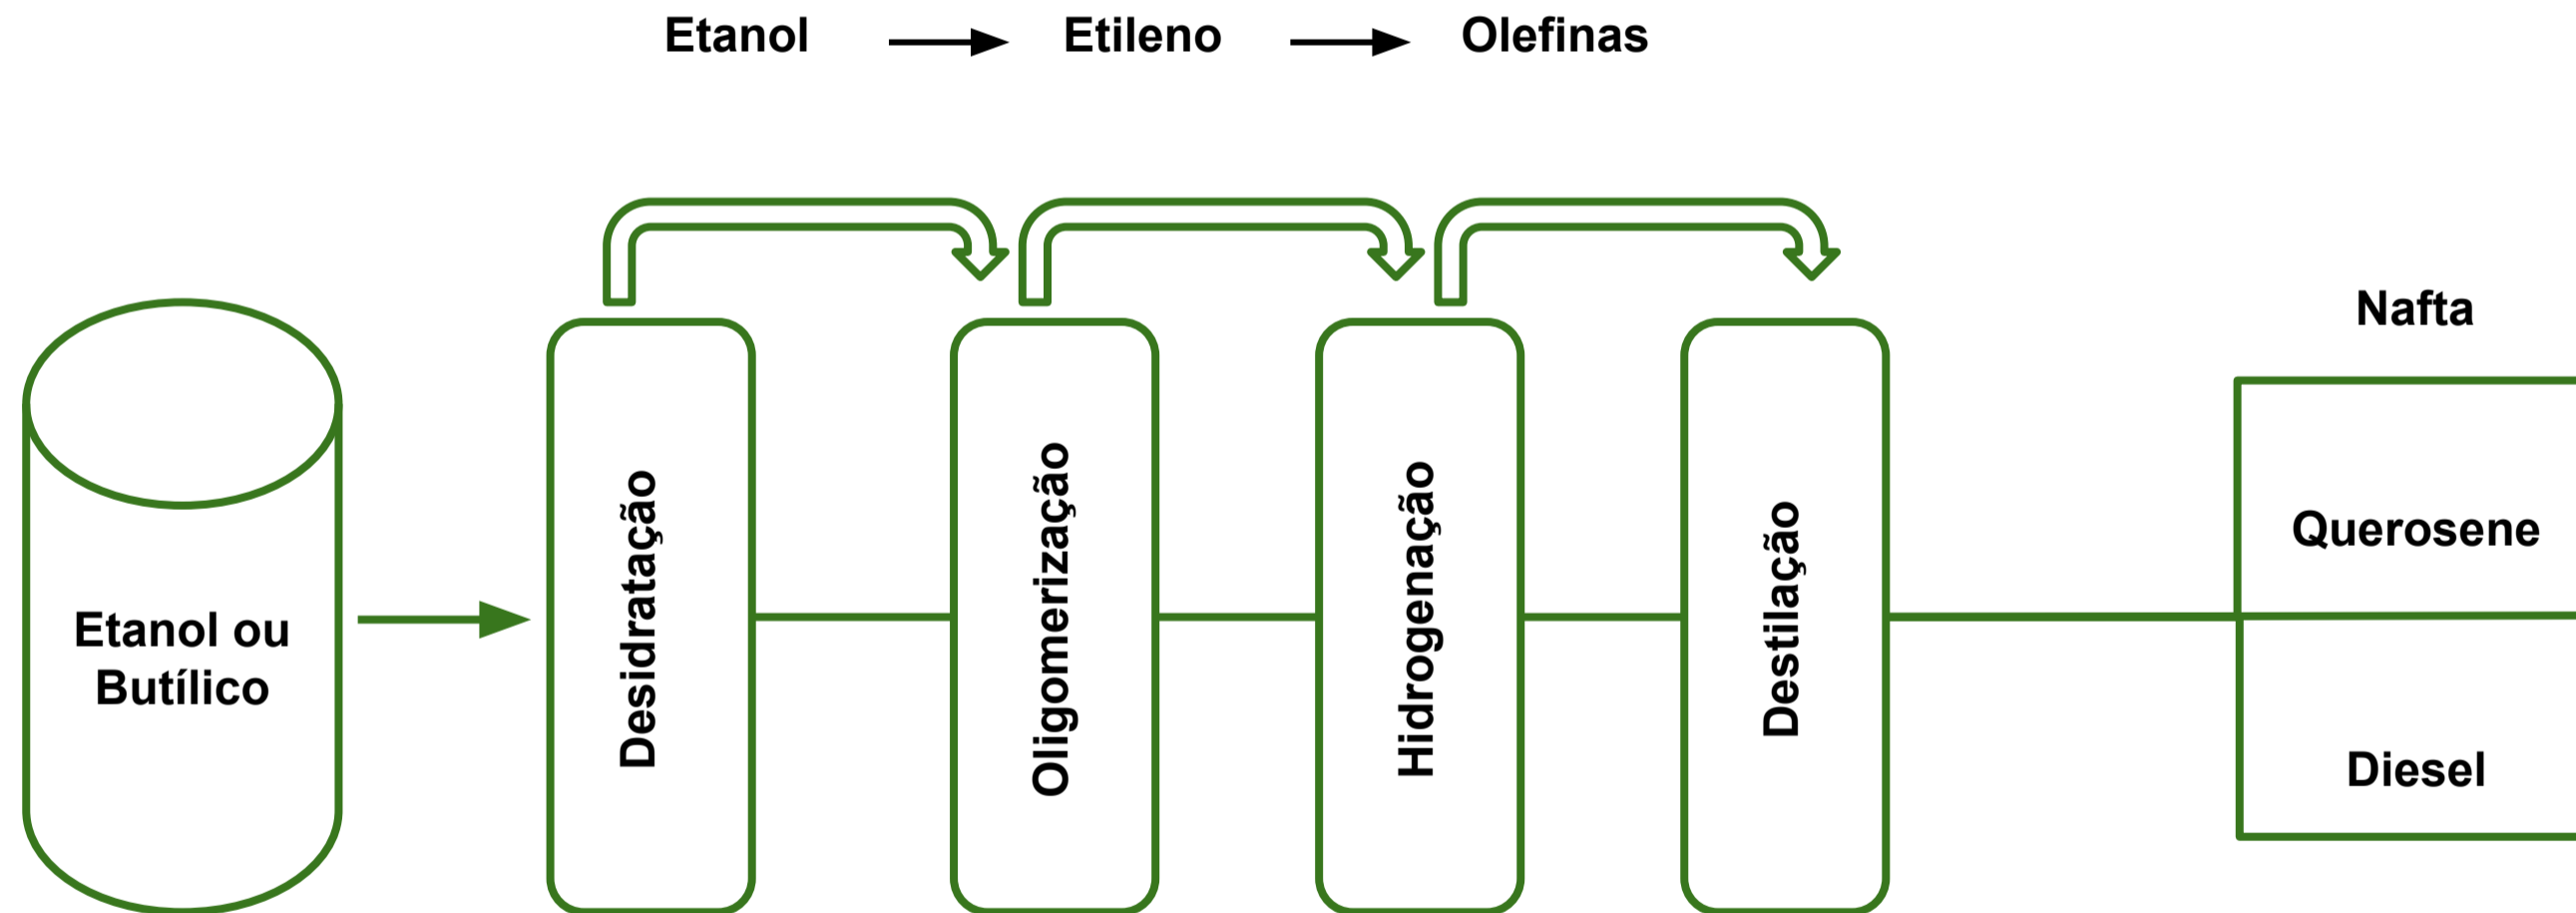 Etanol Etileno Olefinas
Etanol ou
Butílico
Desidratação
Oligomerização
Hidrogenação
Destilação
Nafta
Querosene
Diesel